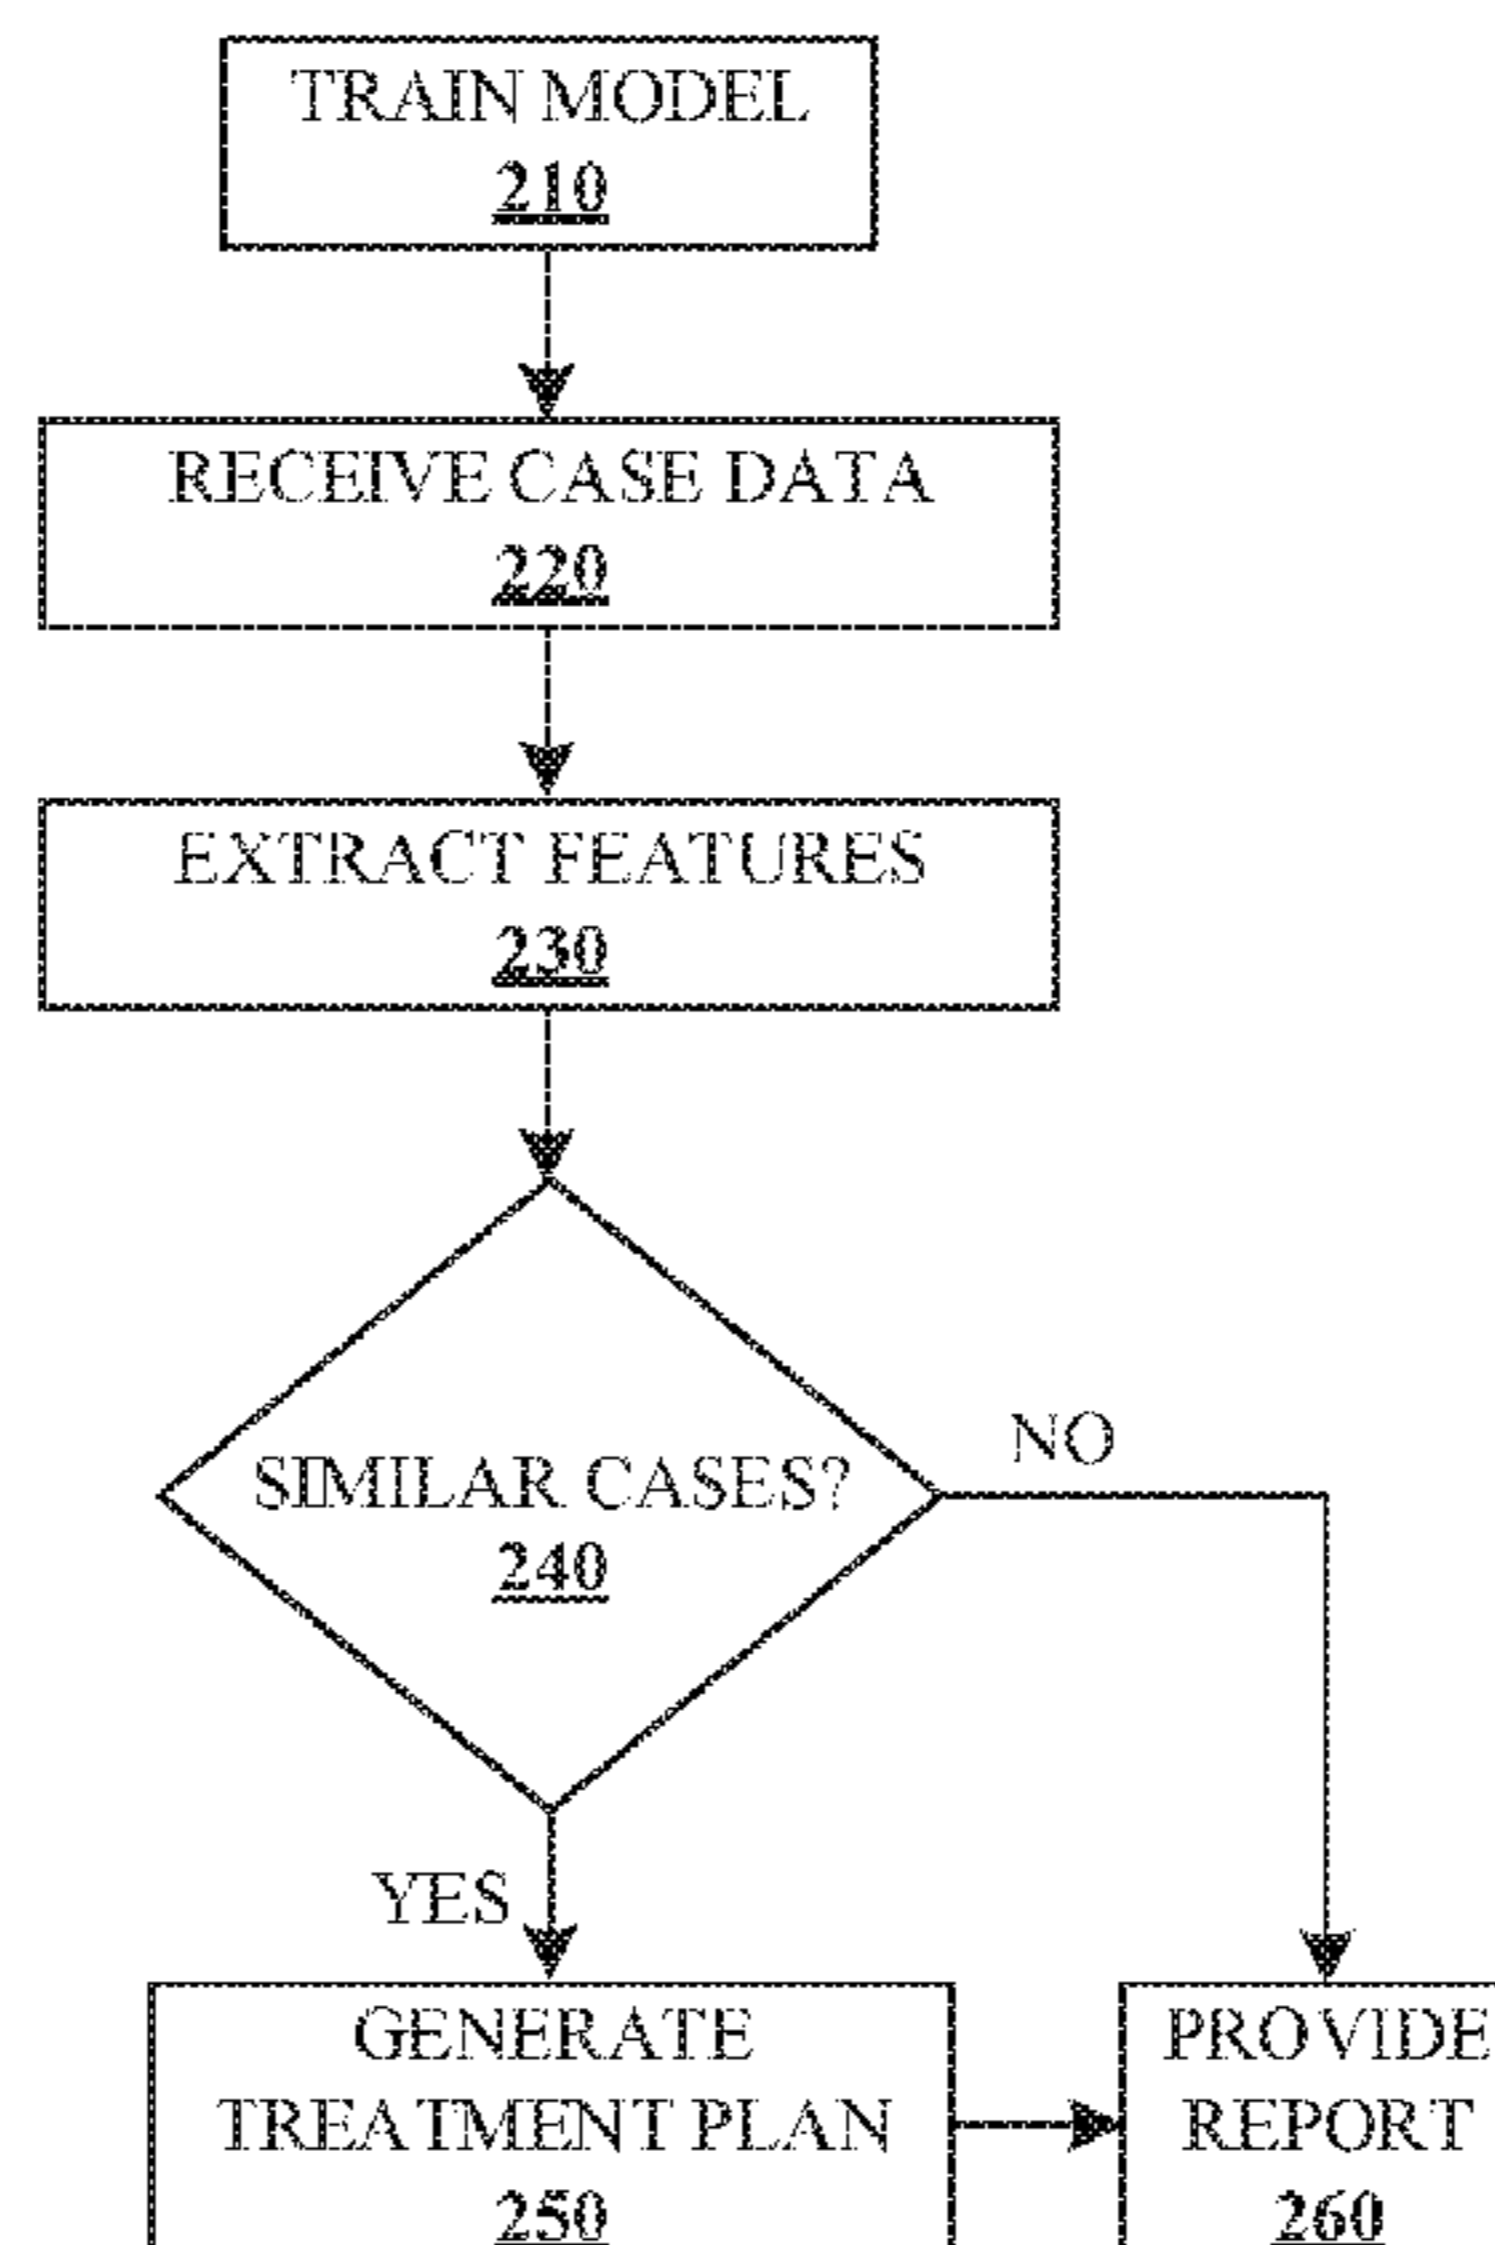 TRAIN MODEL
210
RECEIVE CASE DATA
220
EXTRACT FEATURES
230
SIMILAR CASES?
240
NO
YES
GENERATE
TREATMENT PLAN
250
PROVIDE
REPORT
260